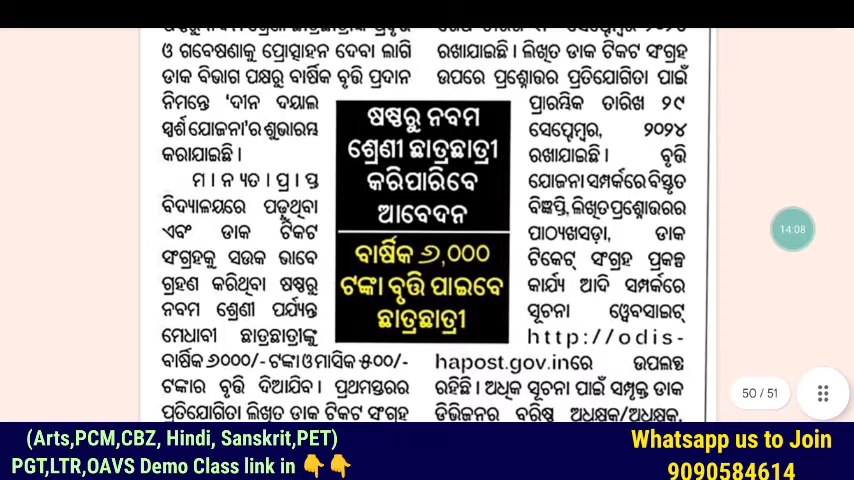 ଓ ଗବେଷଣାକୁ ପ୍ରୋତ୍ସାହନ ଦେବା ଲାଗି
ଡାକ ବିଭାଗ ପକ୍ଷରୁ ବାର୍ଷିକ ବୃତ୍ତି ପ୍ରଦାନ
ନିମନ୍ତେ ‘ଦୀନ ଦୟାଲ
ସ୍ପର୍ଶ ଯୋଜନା’ର ଶୁଭାରମ୍ଭ
କରାଯାଇଛି ।
ମାନ୍ୟତାପ୍ରାପ୍ତ
ବିଦ୍ୟାଳୟରେ ପଢ଼ୁଥିବା
ଏବଂ ଡାକ ଟିକଟ
ସଂଗ୍ରହକୁ ସଉକ ଭାବେ
ଗ୍ରହଣ କରିଥିବା ଷଷ୍ଠରୁ
ନବମ ଶ୍ରେଣୀ ପର୍ଯ୍ୟନ୍ତ
ମେଧାବୀ ଛାତ୍ରଛାତ୍ରୀଙ୍କୁ
ବାର୍ଷିକ ୬୦୦୦/- ଟଙ୍କା ଓ ମାସିକ ୫୦୦/-
ଟଙ୍କାର ବୃତ୍ତି ଦିଆଯିବ । ପ୍ରଥମସ୍ତରର
ପ୍ରତିଯୋଗିତା ଲିଖିତ ଡାକ ଟିକଟ ସଂଗ୍ରହ
ଷଷ୍ଠରୁ ନବମ
ଶ୍ରେଣୀ ଛାତ୍ରଛାତ୍ରୀ
କରିପାରିବେ
ଆବେଦନ
ବାର୍ଷିକ ୬,୦୦୦
ଟଙ୍କା ବୃତ୍ତି ପାଇବେ
ଛାତ୍ରଛାତ୍ରୀ
ରଖାଯାଇଛି । ଲିଖିତ ଡାକ ଟିକଟ ସଂଗ୍ରହ
ଉପରେ ପ୍ରଶ୍ନୋତ୍ତର ପ୍ରତିଯୋଗିତା ପାଇଁ
ପ୍ରାରମ୍ଭିକ ତାରିଖ ୨୯
ସେପ୍ଟେମ୍ବର, ୨୦୨୪
ରଖାଯାଇଛି । ବୃତ୍ତି
ଯୋଜନା ସମ୍ପର୍କରେ ବିସ୍ତୃତ
ବିଜ୍ଞପ୍ତି, ଲିଖିତ ପ୍ରଶ୍ନୋତ୍ତରର
ପାଠ୍ୟଖସଡ଼ା, ଡାକ
ଟିକେଟ୍ ସଂଗ୍ରହ ପ୍ରକଳ୍ପ
କାର୍ଯ୍ୟ ଆଦି ସମ୍ପର୍କରେ
ସୂଚନା ୱେବସାଇଟ୍
http://odis-
hapost.gov.inରେ ଉପଲବ୍ଧ
ରହିଛି । ଅଧିକ ସୂଚନା ପାଇଁ ସମ୍ପୃକ୍ତ ଡାକ
ଡିଭିଜନର ବରିଷ୍ଠ ଅଧିକ୍ଷକ/ଅଧିକ୍ଷକ,
14:08
50 / 51
(Arts,PCM,CBZ, Hindi, Sanskrit,PET)
PGT,LTR,OAVS Demo Class link in 👇👇
Whatsapp us to Join
9090584614